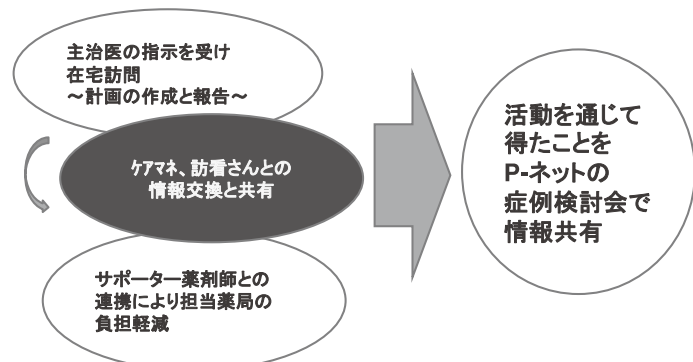 主治医の指示を受け
在宅訪問
～計画の作成と報告～
ｹｱﾏﾈ、訪看さんとの
情報交換と共有
サポーター薬剤師との
連携により担当薬局の
負担軽減
活動を通じて
得たことを
P-ネットの
症例検討会で
情報共有